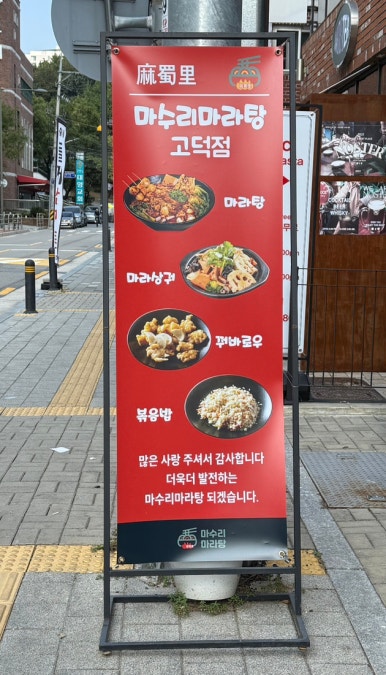 麻蜀里
마수리마라탕
고덕점
마라탕
마라샹궈
꿔바로우
볶음밥
많은 사랑 주셔서 감사합니다
더욱더 발전하는
마수리마라탕 되겠습니다.
마수리
마라탕
COCKTAIL
BEER
WHISKY